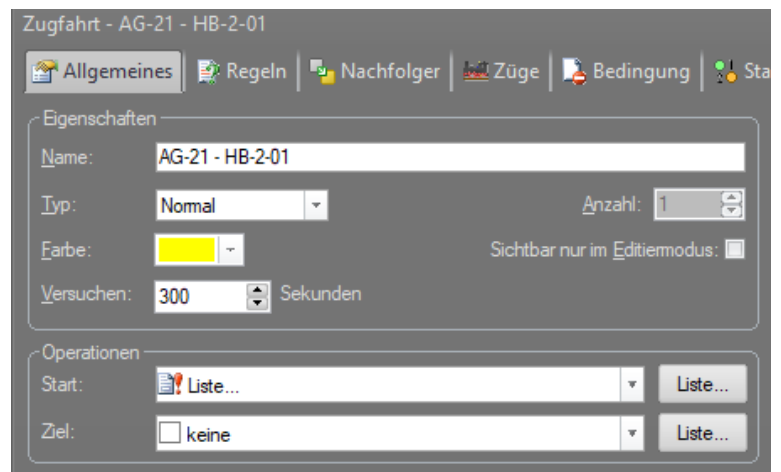 Zugfahrt - AG-21 - HB-2-01
Allgemeines Regeln Nachfolger Züge Bedingung Sta
Eigenschaften
Name: AG-21 - HB-2-01
Typ: Normal Anzahl: 1
Farbe: Sichtbar nur im Editiermodus:
Versuchen: 300 Sekunden
Operationen
Start: Liste... Liste...
Ziel: keine Liste...